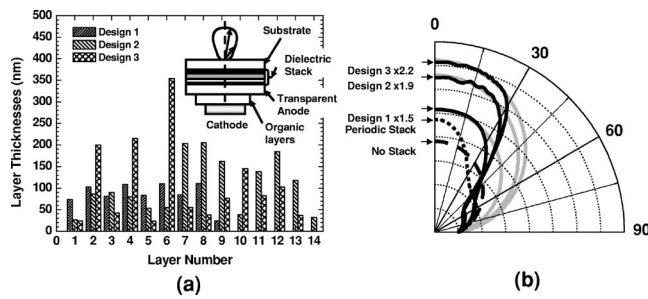 (a)
500
450
400
350
300
250
200
150
100
50
0
Layer Thicknesses (nm)
Design 1
Design 2
Design 3
Substrate
Dielectric
Stack
Transparent
Anode
Organic
layers
Cathode
0 1 2 3 4 5 6 7 8 9 10 11 12 13 14
Layer Number
(a)
0
30
60
90
Design 3 x2.2
Design 2 x1.9
Design 1 x1.5
Periodic Stack
No Stack
(b)